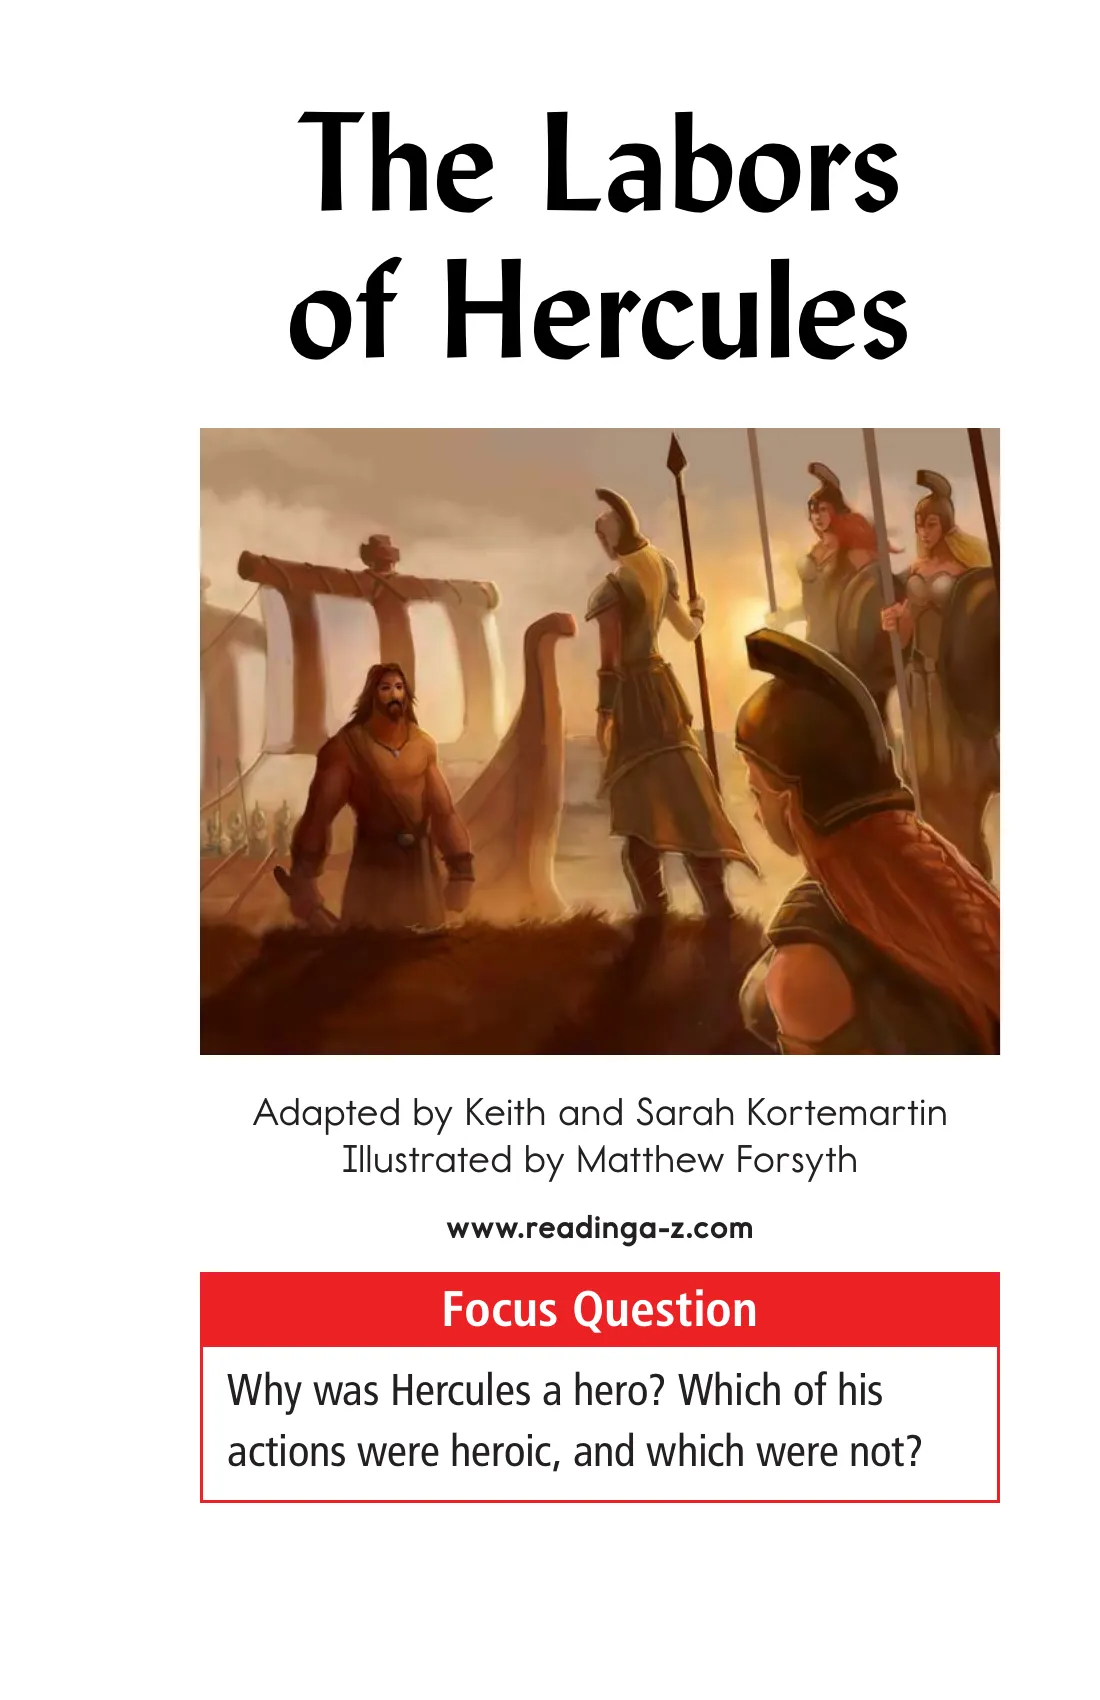 The Labors
of Hercules
Adapted by Keith and Sarah Kortemartin
Illustrated by Matthew Forsyth
www.readinga-z.com
Focus Question
Why was Hercules a hero? Which of his
actions were heroic, and which were not?